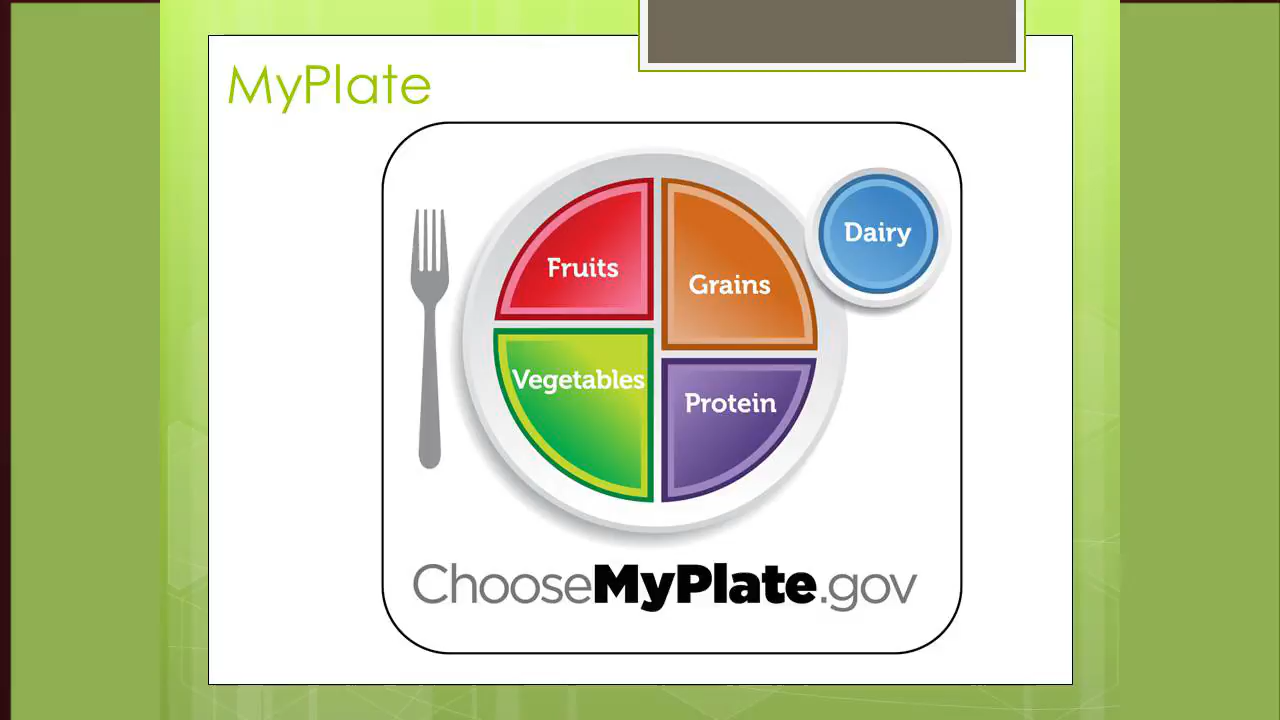 MyPlate
Fruits
Grains
Dairy
Vegetables
Protein
ChooseMyPlate.gov